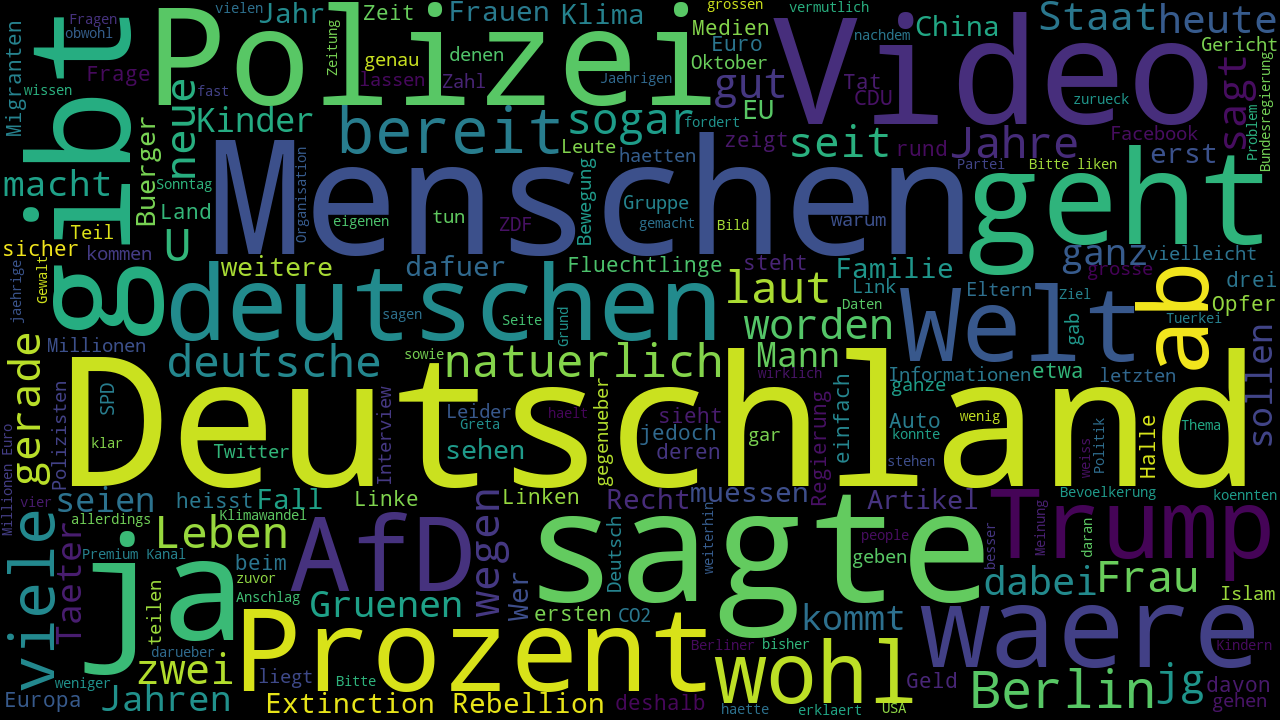 vielen
Jahr
Zeit
Frauen
Klima
grossen
vermutlich
Staat
heute
Fragen
obwohl
Polizei
Medien
Video
nachdem
China
Gericht
Migranten
gibt
Frage
Zeitung
genau
denen
Euro
Oktober
wissen
neue
fast
lassen
Zahl
Jaehrigen
gut
Tat
CDU
zurueck
sagt
Problem
Bundesregierung
Kinder
bereit
sogar
fordert
EU
seit
Jahre
Facebook
macht
Buerger
Leute
haetten
zeigt
rund
Partei
Bitte liken
erst
Sonntag
Menschen
Organisation
Bewegung
geht
Land
u
eigenen
tun
ZDF
Gruppe
gemacht
Bild
warum
Teil
sicher
kommen
Gewalt
jaehrige
weitere
dafuer
Fluechtlinge
steht
Familie
ganz
vielleicht
grosse
drei
deutschen
laut
Link
Eltern
Ziel
ab
Opfer
sagen
Seite
Grund
worden
Daten
Welt
gab
Tuerkei
Millionen
gerade
deutsche
sowie
natuerlich
Mann
wirklich
Informationen
ganze
etwa
letzten
sollen
Deutschland
Polizisten
SPD
klar
Twitter
Interview
Leider
Greta
sehen
haelt
gegenueber
sieht
jedoch
deren
gar
Regierung
einfach
Auto
konnte
stehen
wenig
weiss
Politik
Halle
Thema
Millionen Euro
vier
seien
heisst
Fall
Linke
Linken
Recht
muessen
Artikel
Bevoelkerung
koennten
allerdings
Klimawandel
viele
Taeter
Leben
AfD
wegen
sagte
Deutsch
weiterhin
people
Trump
Meinung
daran
besser
Premium Kanal
ja
beim
zuvor
Anschlag
teilen
Gruenen
Wer
ersten
CO2
geben
kommt
dabei
Frau
Islam
darueber
zwei
Prozent
Berliner
bisher
waere
Kindern
weniger
Europa
Jahren
liegt
Bitte
wohl
Geld
Berlin
jg
davon
gehen
Extinction Rebellion
deshalb
haette
erklaert
USA